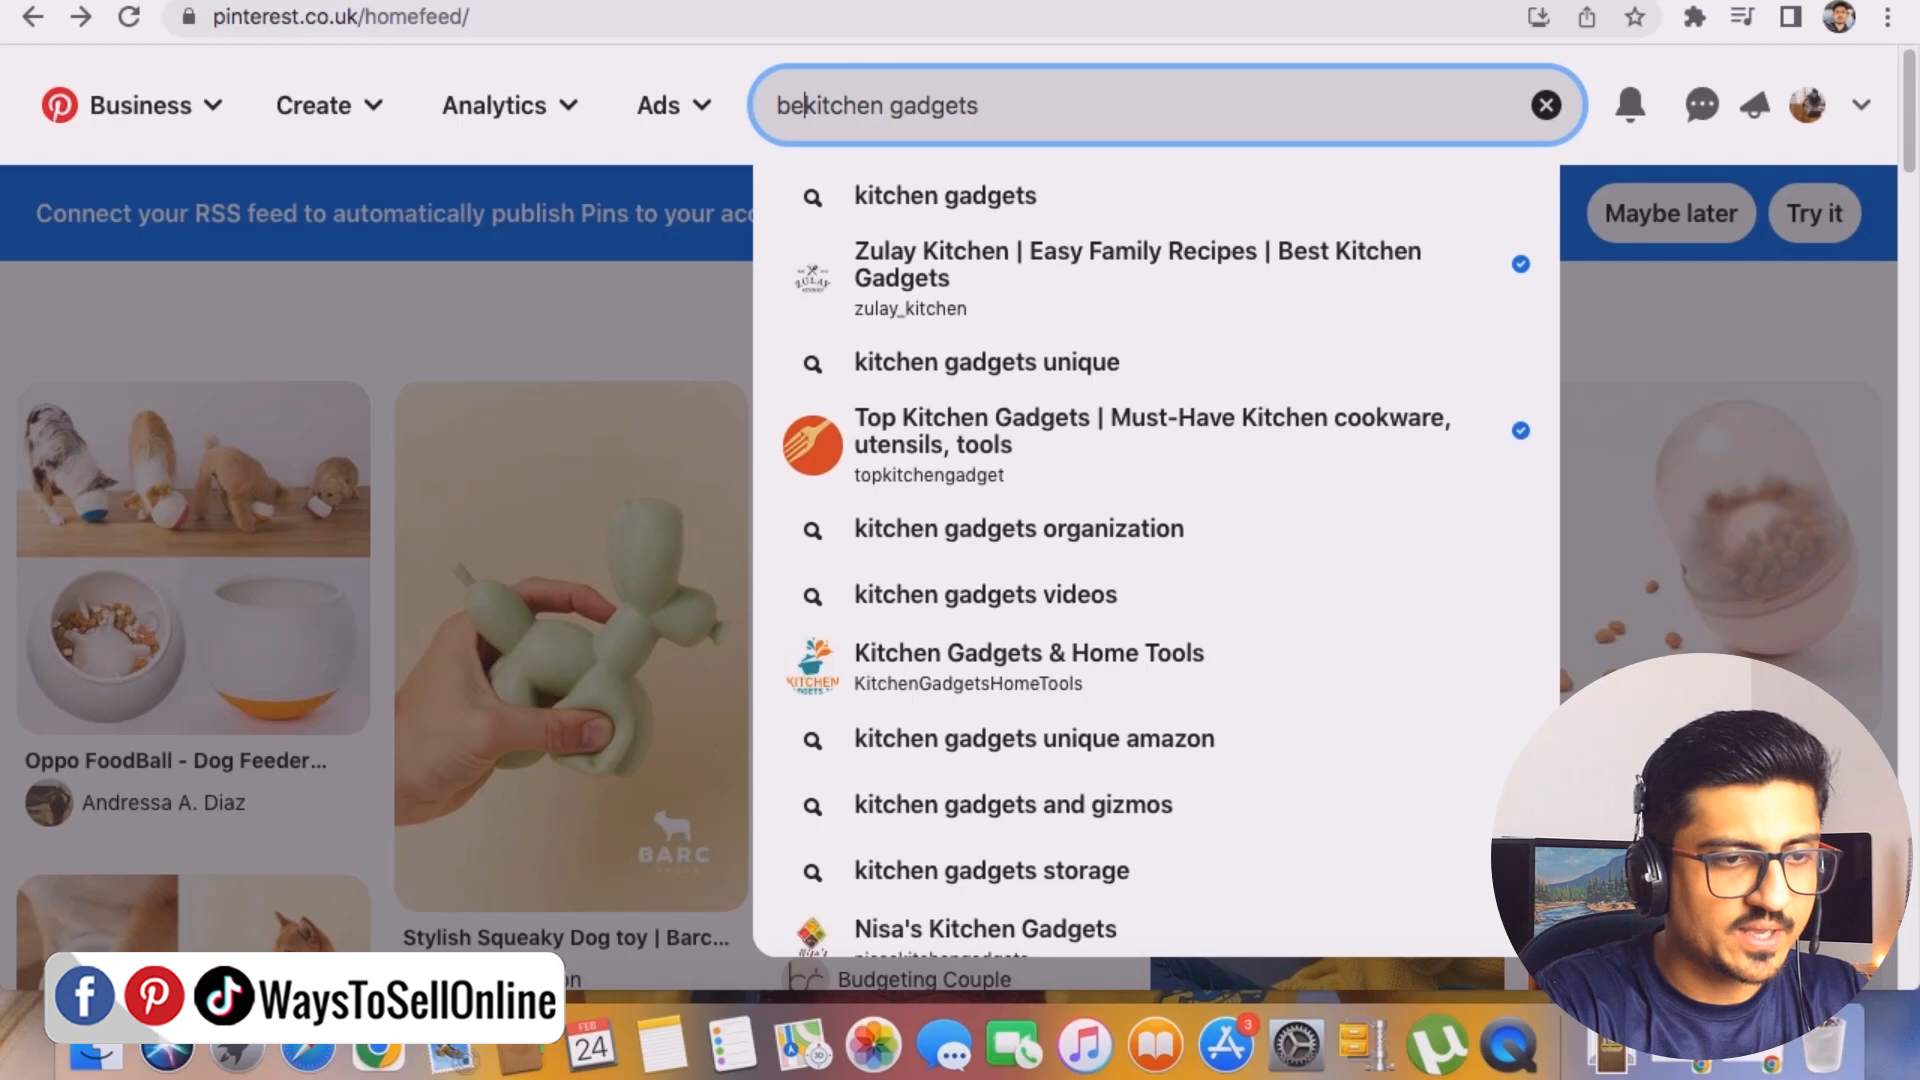 pinterest.co.uk/homefeed/
Business
Create
Analytics
Ads
bekitchen gadgets
Connect your RSS feed to automatically publish Pins to your acc
Maybe later
Try it
kitchen gadgets
Zulay Kitchen | Easy Family Recipes | Best Kitchen
Gadgets
zulay_kitchen
kitchen gadgets unique
Top Kitchen Gadgets | Must-Have Kitchen cookware,
utensils, tools
topkitchengadget
kitchen gadgets organization
kitchen gadgets videos
Kitchen Gadgets & Home Tools
KitchenGadgetsHomeTools
kitchen gadgets unique amazon
kitchen gadgets and gizmos
kitchen gadgets storage
Nisa's Kitchen Gadgets
Budgeting Couple
Oppo FoodBall - Dog Feeder...
Andressa A. Diaz
BARC
Stylish Squeaky Dog toy | Barc...
WaysToSellOnline
FEB
24
3